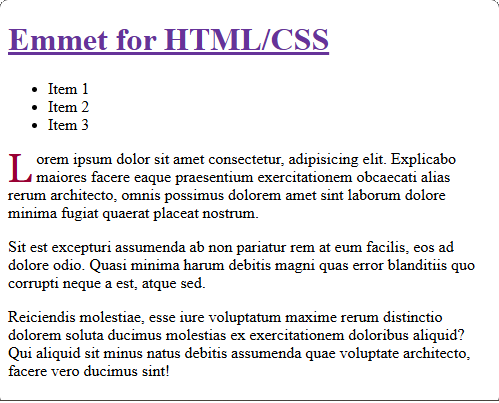 Emmet for HTML/CSS
Item 1
Item 2
Item 3
Lorem ipsum dolor sit amet consectetur, adipisicing elit. Explicabo
maiores facere eaque praesentium exercitationem obcaecati alias
rerum architecto, omnis possimus dolorem amet sint laborum dolore
minima fugiat quaerat placeat nostrum.
Sit est excepturi assumenda ab non pariatur rem at eum facilis, eos ad
dolore odio. Quasi minima harum debitis magni quas error blanditiis quo
corrupti neque a est, atque sed.
Reiciendis molestiae, esse iure voluptatum maxime rerum distinctio
dolorem soluta ducimus molestias ex exercitationem doloribus aliquid?
Qui aliquid sit minus natus debitis assumenda quae voluptate architecto,
facere vero ducimus sint!